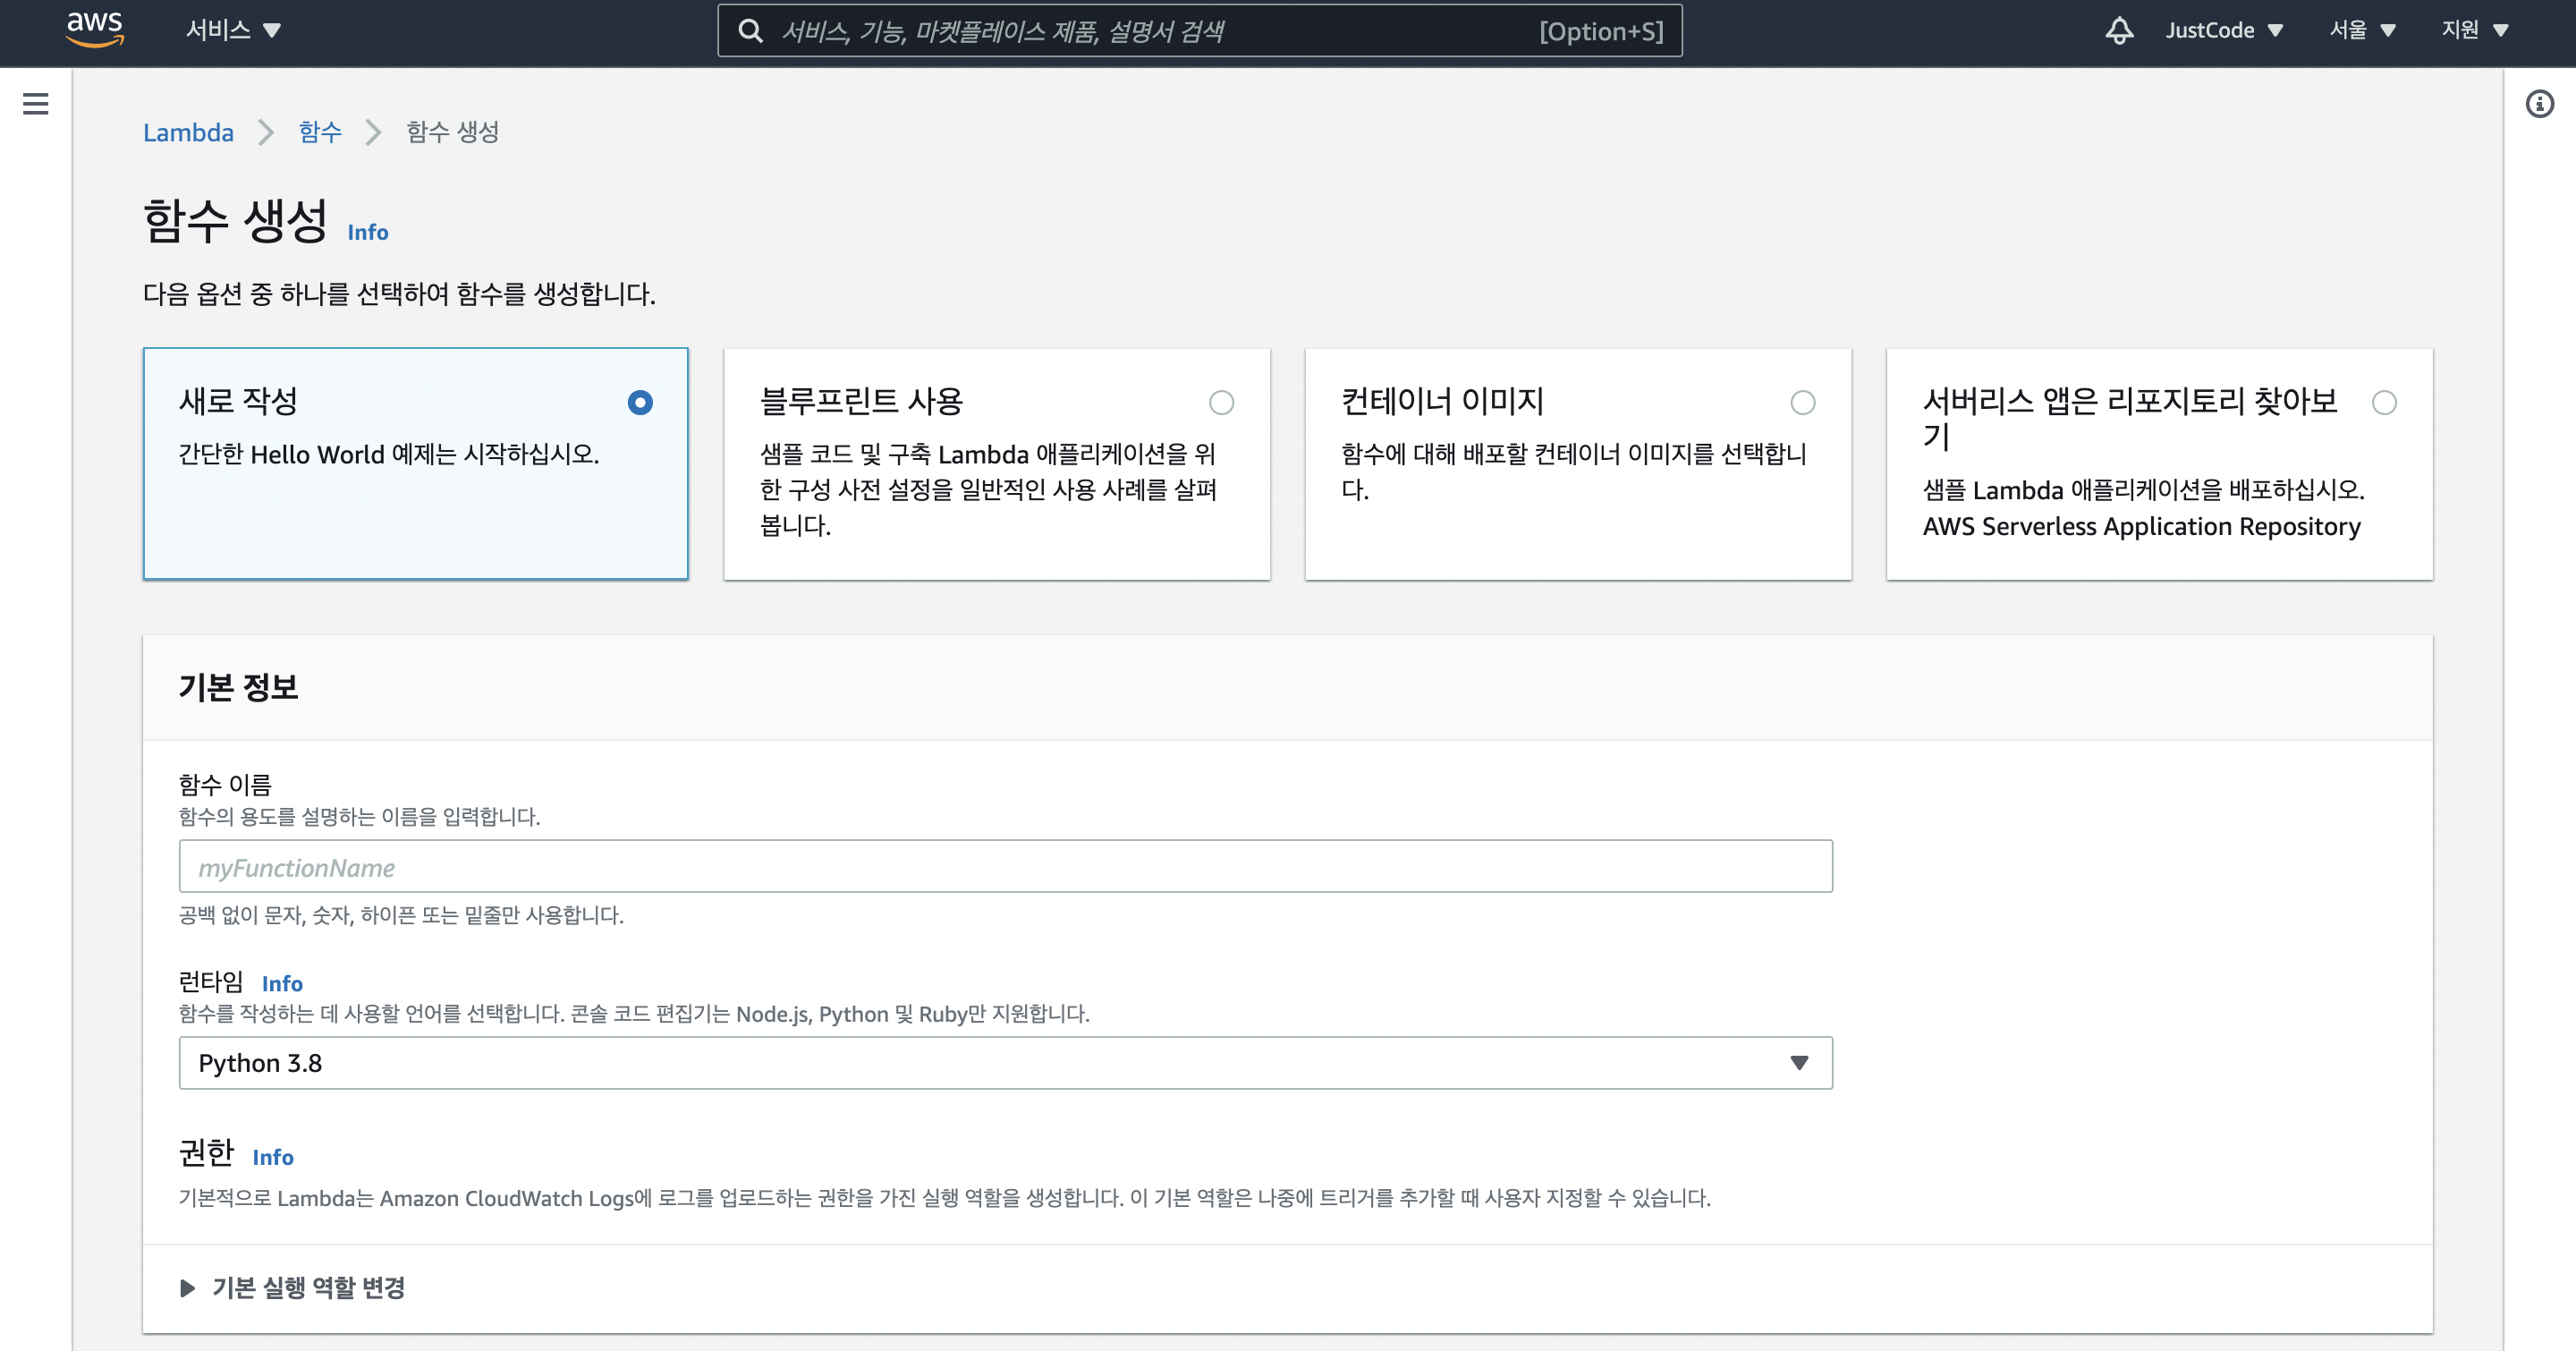 aws 서비스 서비스, 기능, 마켓플레이스 제품, 설명서 검색 [Option+S] JustCode 서울 지원
Lambda 함수 함수 생성
함수 생성 Info
다음 옵션 중 하나를 선택하여 함수를 생성합니다.
새로 작성
간단한 Hello World 예제는 시작하십시오.
블루프린트 사용
샘플 코드 및 구축 Lambda 애플리케이션을 위
한 구성 사전 설정을 일반적인 사용 사례를 살펴
봅니다.
컨테이너 이미지
함수에 대해 배포할 컨테이너 이미지를 선택합니
다.
서버리스 앱은 리포지토리 찾아보
기
샘플 Lambda 애플리케이션을 배포하십시오.
AWS Serverless Application Repository
기본 정보
함수 이름
함수의 용도를 설명하는 이름을 입력합니다.
myFunctionName
공백 없이 문자, 숫자, 하이픈 또는 밑줄만 사용합니다.
런타임 Info
함수를 작성하는 데 사용할 언어를 선택합니다. 콘솔 코드 편집기는 Node.js, Python 및 Ruby만 지원합니다.
Python 3.8
권한 Info
기본적으로 Lambda는 Amazon CloudWatch Logs에 로그를 업로드하는 권한을 가진 실행 역할을 생성합니다. 이 기본 역할은 나중에 트리거를 추가할 때 사용자 지정할 수 있습니다.
기본 실행 역할 변경